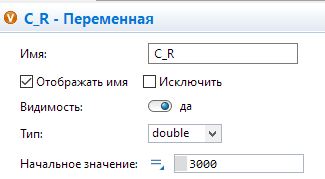 C_R - Переменная
Имя: C_R
Отображать имя Исключить
Видимость: да
Тип: double
Начальное значение: 3000